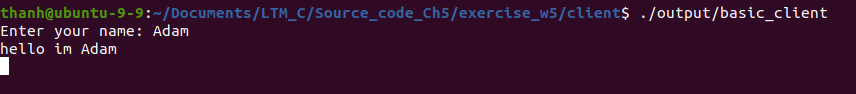 thanh@ubuntu-9-9:~/Documents/LTM_C/Source_code_Ch5/exercise_w5/client$ ./output/basic_client
Enter your name: Adam
hello im Adam